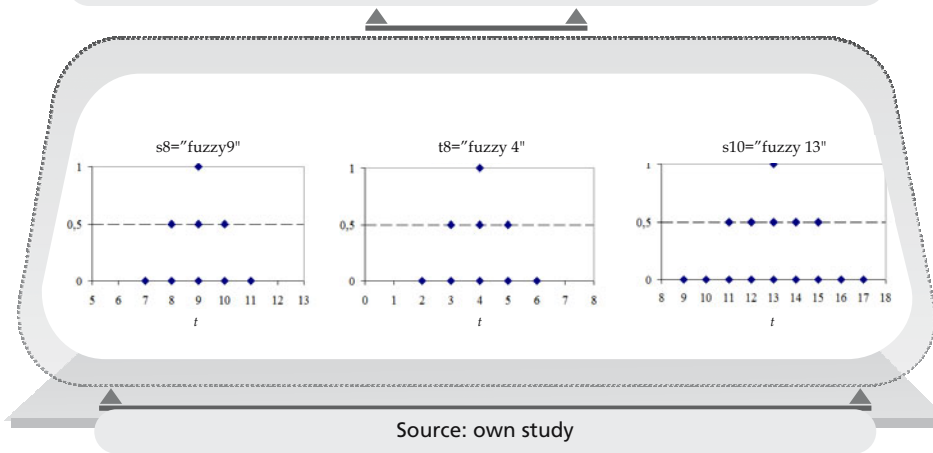 s8=”fuzzy9"
1
0,5
0
5 6 7 8 9 10 11 12 13
t
t8=”fuzzy 4"
1
0,5
0
0 1 2 3 4 5 6 7 8
t
s10=”fuzzy 13"
1
0,5
0
8 9 10 11 12 13 14 15 16 17 18
t
Source: own study